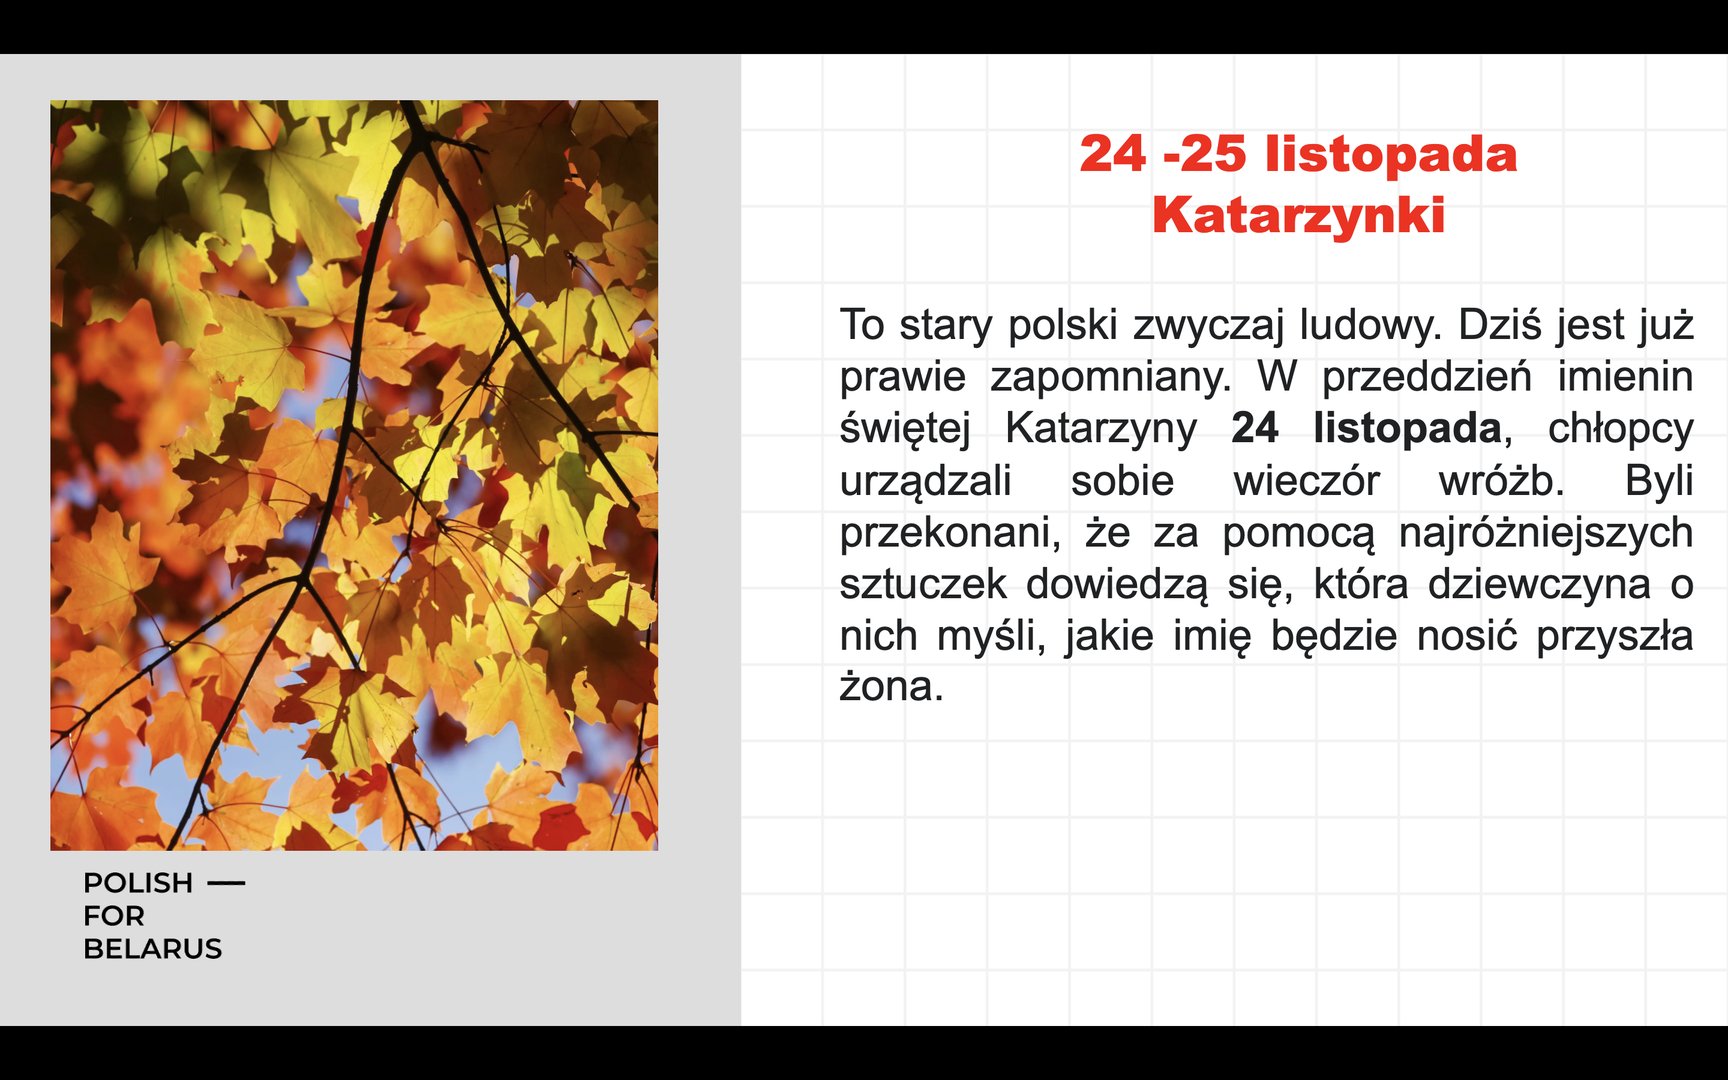 24 -25 listopada
Katarzynki
To stary polski zwyczaj ludowy. Dziś jest już
prawie zapomniany. W przeddzień imienin
świętej Katarzyny 24 listopada, chłopcy
urządzali sobie wieczór wróżb. Byli
przekonani, że za pomocą najróżniejszych
sztuczek dowiedzą się, która dziewczyna o
nich myśli, jakie imię będzie nosić przyszła
żona.
POLISH —
FOR
BELARUS